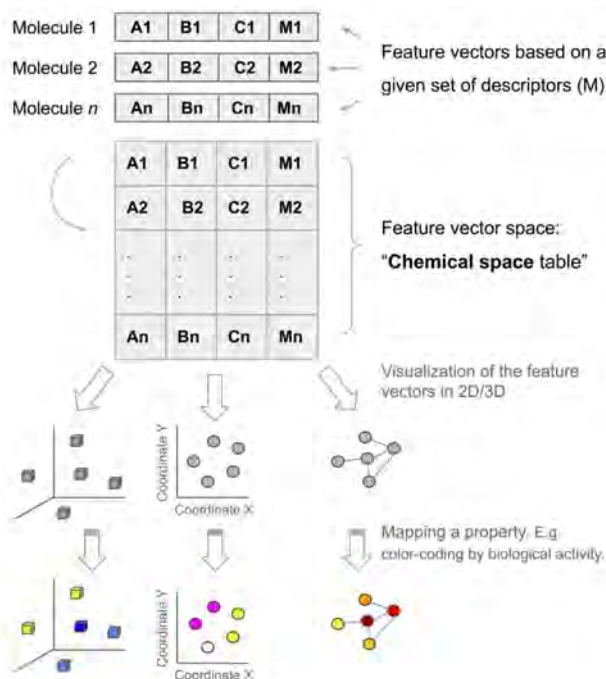 Molecule 1 A1 B1 C1 M1
Molecule 2 A2 B2 C2 M2
Molecule n An Bn Cn Mn
Feature vectors based on a
given set of descriptors (M)
A1 B1 C1 M1
A2 B2 C2 M2
. . . .
. . . .
. . . .
An Bn Cn Mn
Feature vector space:
“Chemical space table”
Visualization of the feature
vectors in 2D/3D
Coordinate Y
Coordinate X
Mapping a property. E.g
color-coding by biological activity.
Coordinate Y
Coordinate X